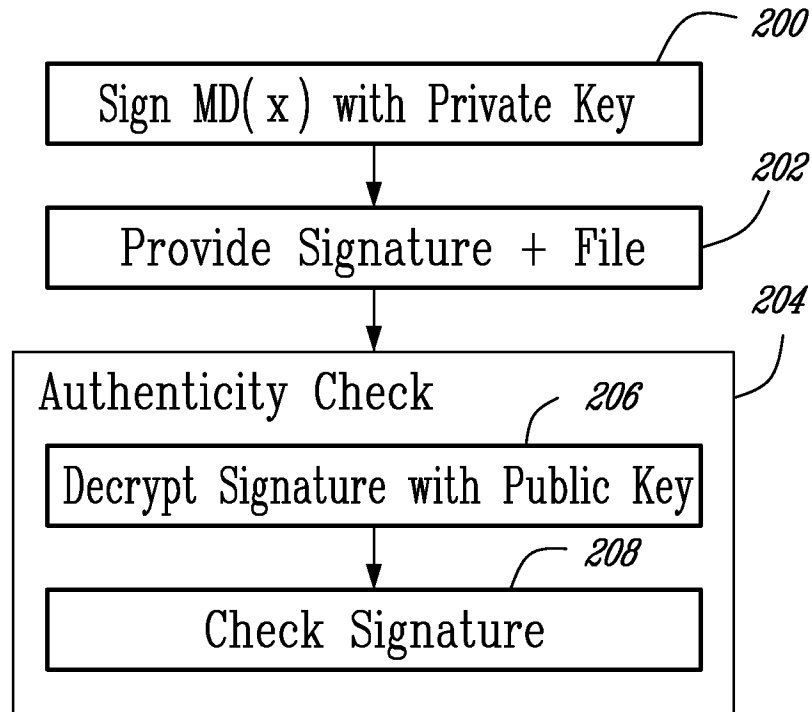 200
Sign MD(x) with Private Key
202
Provide Signature + File
204
Authenticity Check
206
Decrypt Signature with Public Key
208
Check Signature